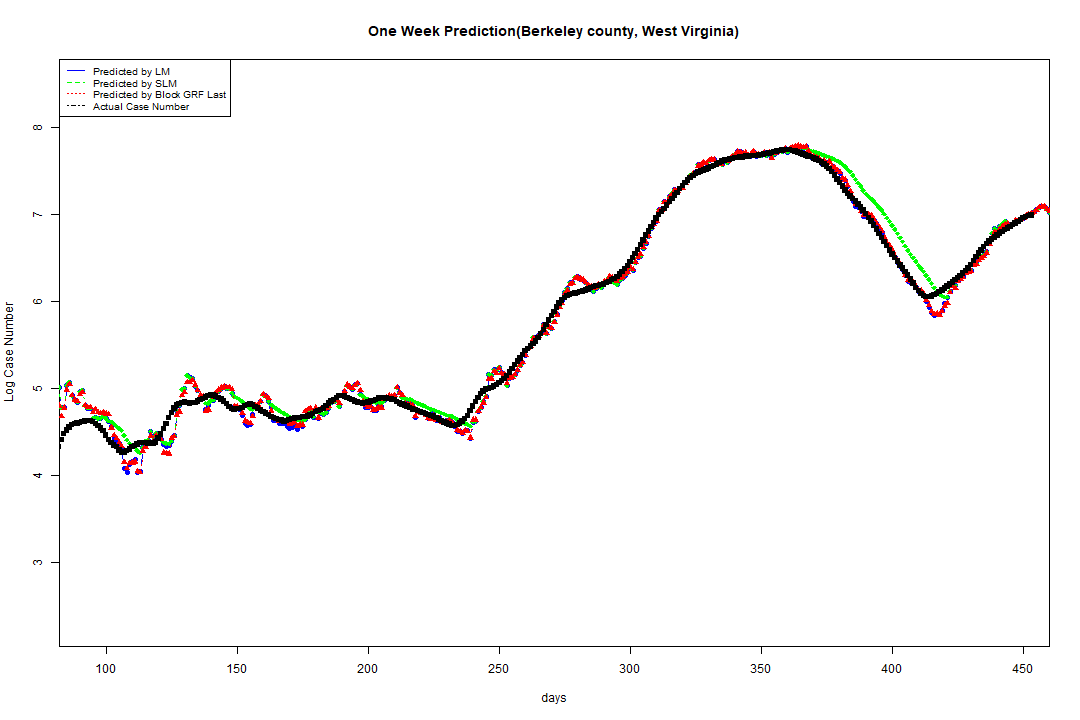 One Week Prediction(Berkeley county, West Virginia)
Predicted by LM
Predicted by SLM
Predicted by Block GRF Last
Actual Case Number
8
7
6
5
4
3
Log Case Number
100 150 200 250 300 350 400 450
days